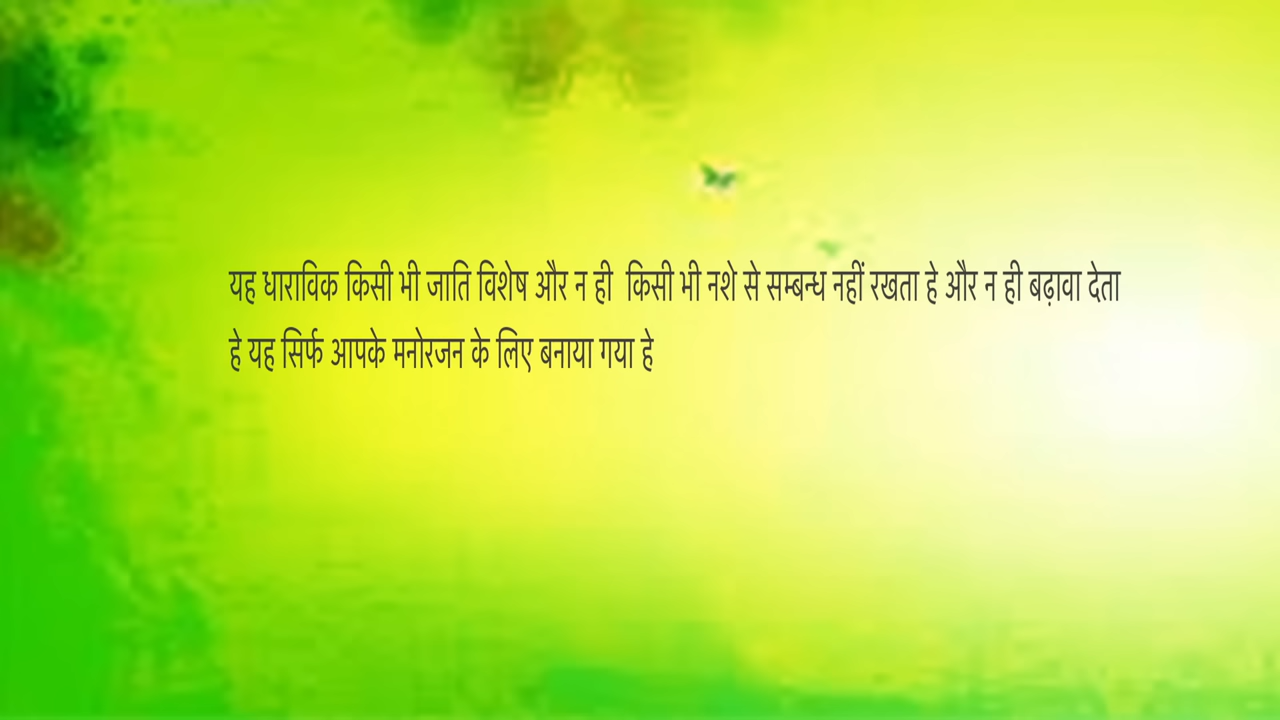 यह धाराविक किसी भी जाति विशेष और न ही  किसी भी नशे से सम्बन्ध नहीं रखता हे और न ही बढ़ावा देता
हे यह सिर्फ आपके मनोरजन के लिए बनाया गया हे